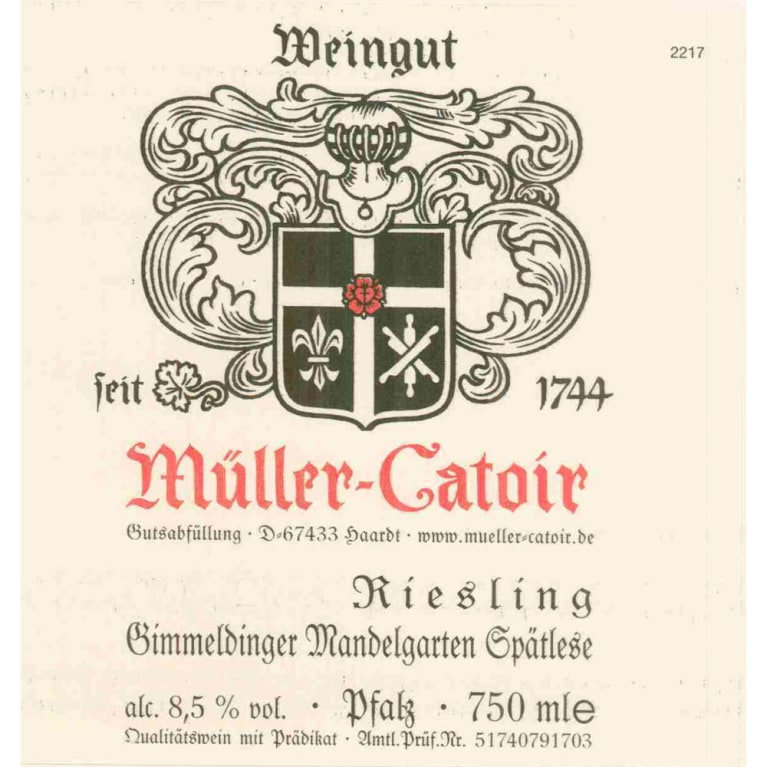 Weingut
2217
seit 1744
Müller-Catoir
Gutsabfüllung · D-67433 Haardt · www.mueller-catoir.de
Riesling
Gimmeldinger Mandelgarten Spätlese
alc. 8,5 % vol. · Pfalz · 750 ml e
Qualitätswein mit Prädikat · Amtl.Prüf.Nr. 51740791703